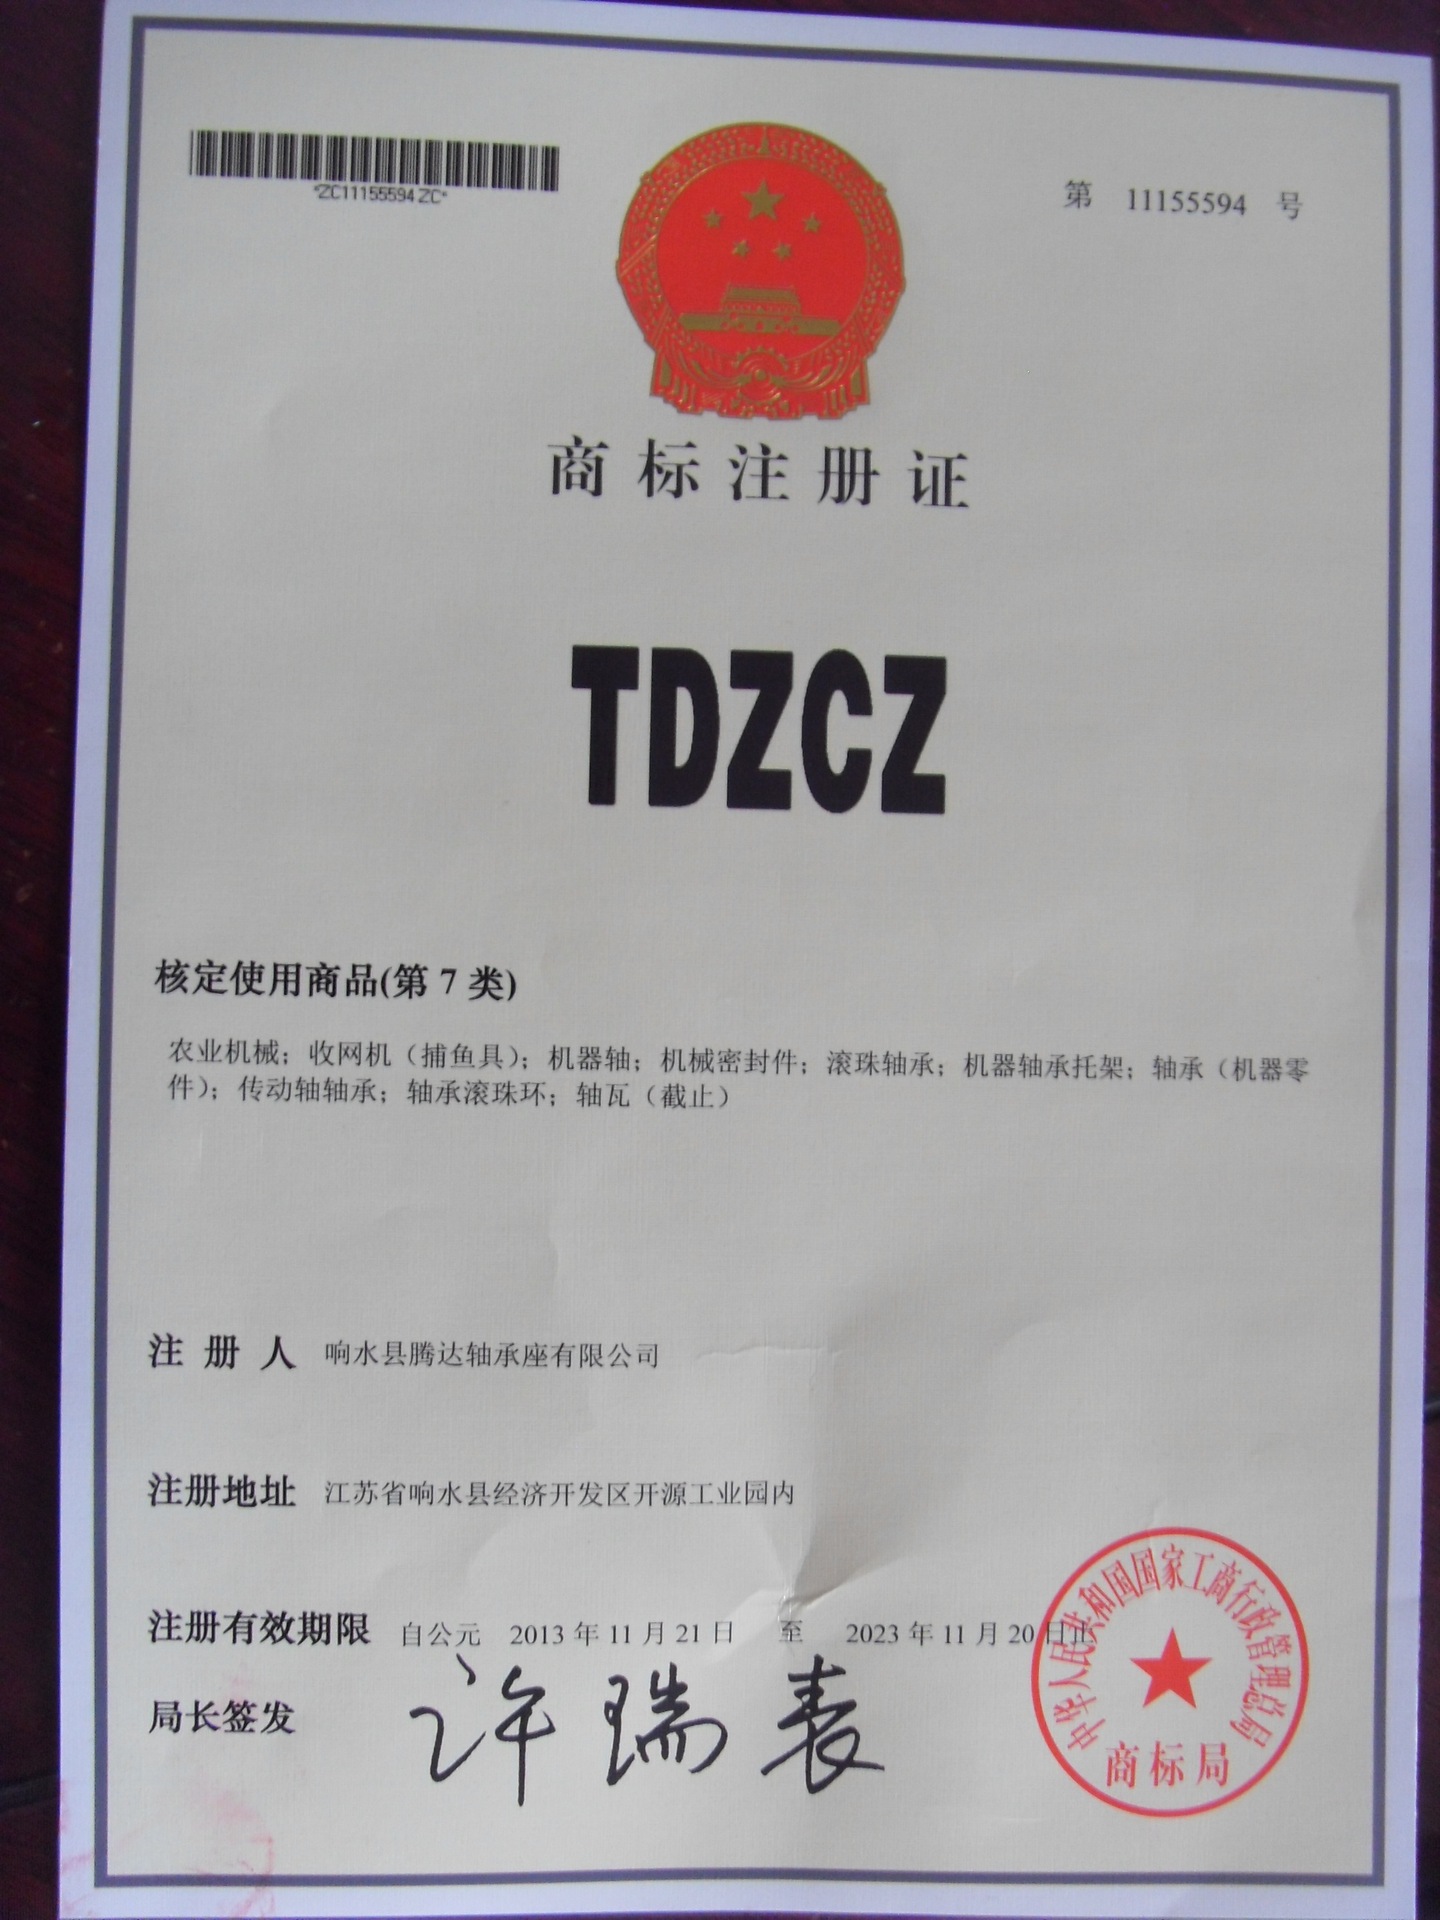 *ZC11155594ZC*
第 11155594 号
商标注册证
TDZCZ
核定使用商品(第 7 类)
农业机械；收网机（捕鱼具）；机器轴；机械密封件；滚珠轴承；机器轴承托架；轴承（机器零
件）；传动轴轴承；轴承滚珠环；轴瓦（截止）
注 册 人 响水县腾达轴承座有限公司
注册地址 江苏省响水县经济开发区开源工业园内
注册有效期限 自公元 2013 年 11 月 21 日 至 2023 年 11 月 20 日止
局长签发 许瑞表
中华人民共和国国家工商行政管理总局
商标局